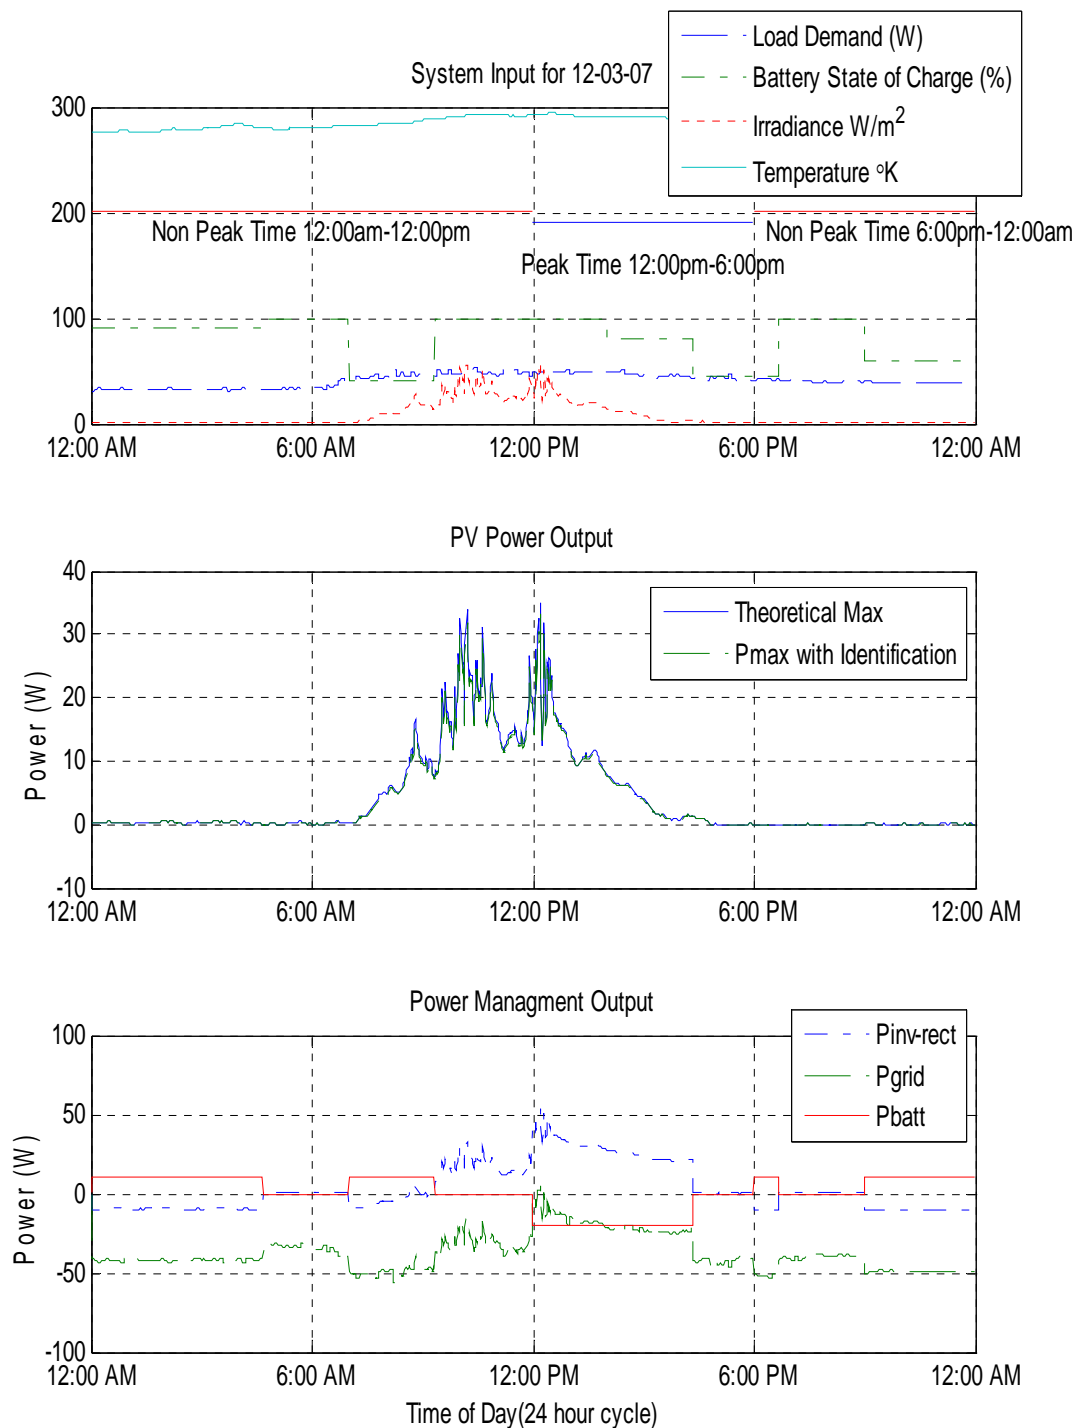 System Input for 12-03-07
Load Demand (W)
Battery State of Charge (%)
Irradiance W/m2
Temperature °K
300
200
100
0
Non Peak Time 12:00am-12:00pm
Peak Time 12:00pm-6:00pm
Non Peak Time 6:00pm-12:00am
12:00 AM 6:00 AM 12:00 PM 6:00 PM 12:00 AM
PV Power Output
Theoretical Max
Pmax with Identification
Power (W)
40
30
20
10
0
-10
12:00 AM 6:00 AM 12:00 PM 6:00 PM 12:00 AM
Power Managment Output
Pinv-rect
Pgrid
Pbatt
Power (W)
100
50
0
-50
-100
12:00 AM 6:00 AM 12:00 PM 6:00 PM 12:00 AM
Time of Day(24 hour cycle)